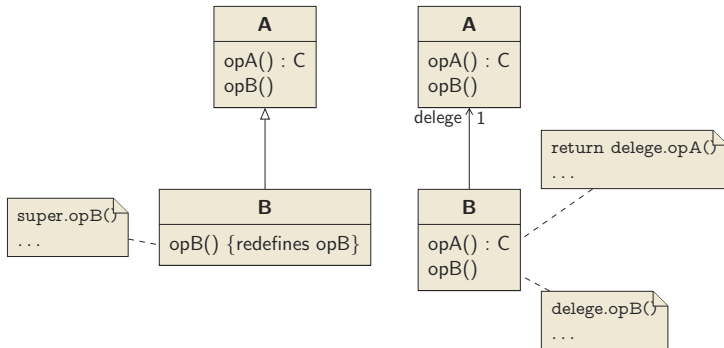 A
opA() : C
opB()
B
opB() {redefines opB}
super.opB()
...
A
opA() : C
opB()
delege 1
B
opA() : C
opB()
return delege.opA()
...
delege.opB()
...